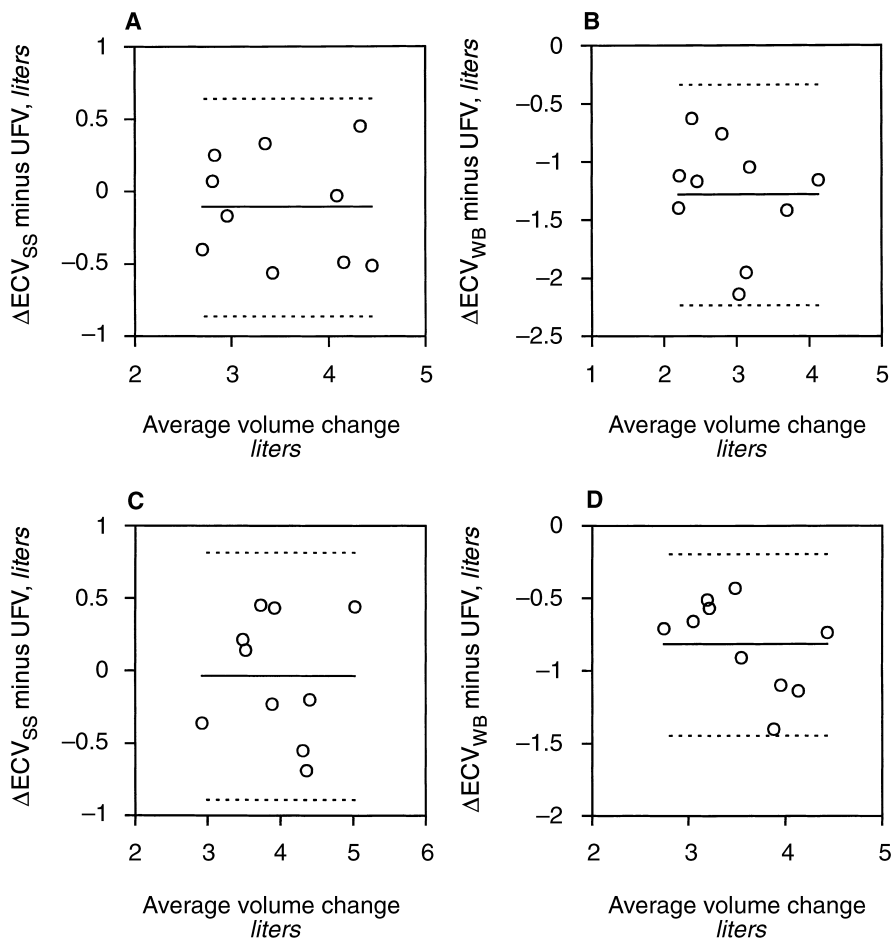 A
ΔECVSS minus UFV, liters
1
0.5
0
−0.5
−1
2 3 4 5
Average volume change
liters
B
ΔECVWB minus UFV, liters
0
−0.5
−1
−1.5
−2
−2.5
1 2 3 4 5
Average volume change
liters
C
ΔECVSS minus UFV, liters
1
0.5
0
−0.5
−1
2 3 4 5 6
Average volume change
liters
D
ΔECVWB minus UFV, liters
0
−0.5
−1
−1.5
−2
2 3 4 5
Average volume change
liters